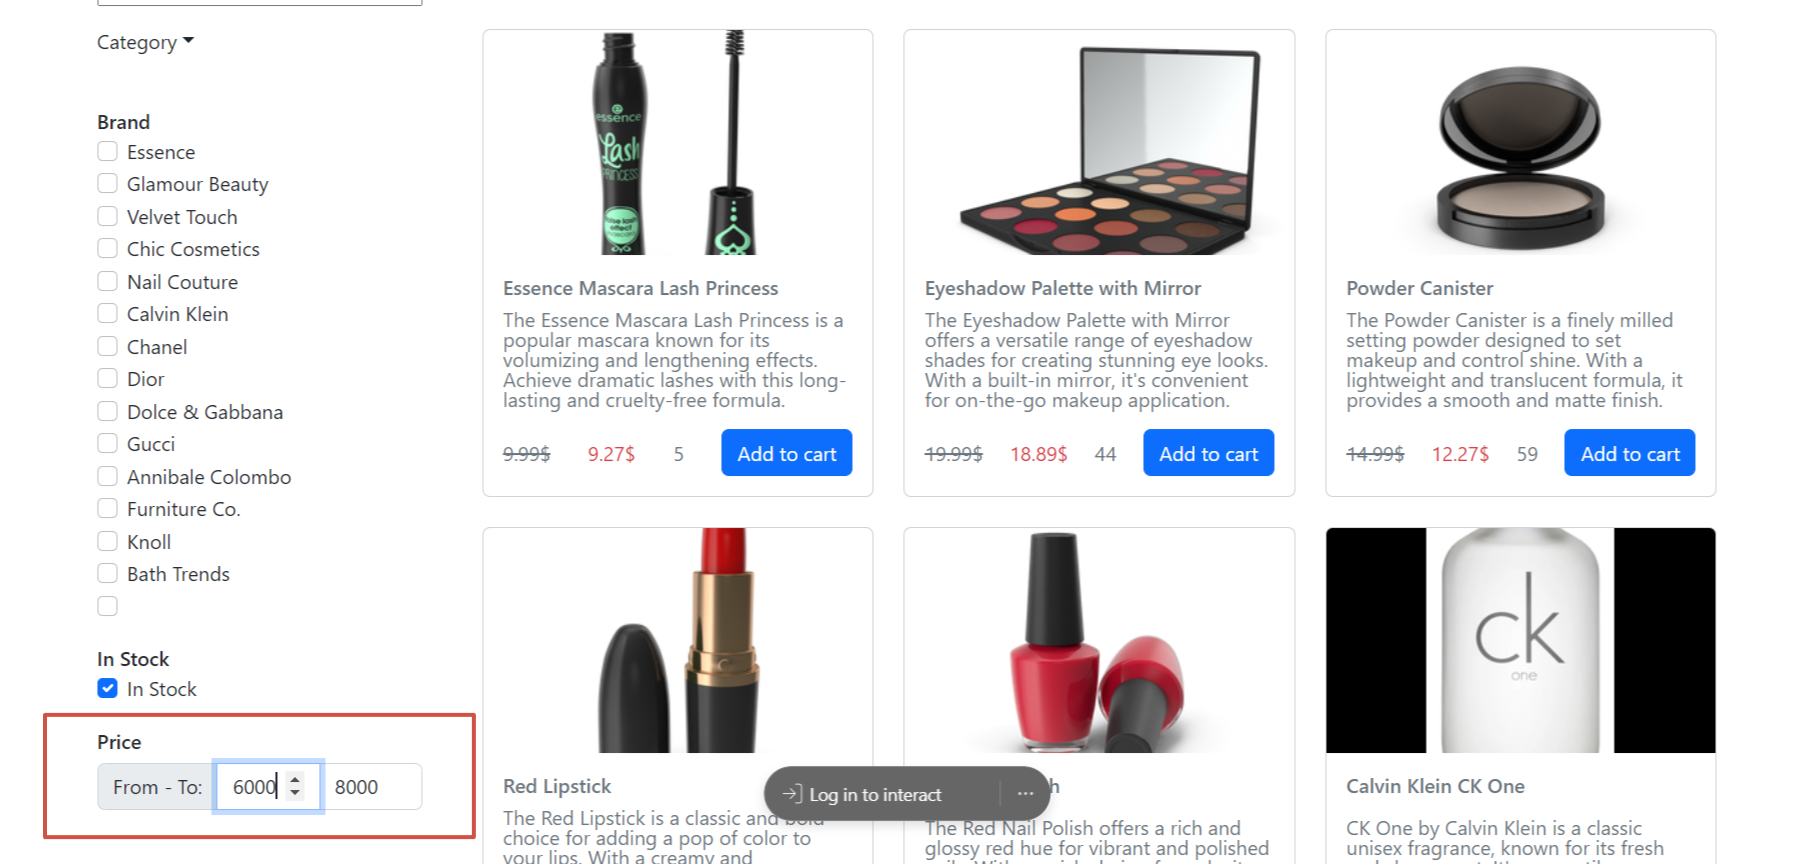 Category
Brand
Essence
Glamour Beauty
Velvet Touch
Chic Cosmetics
Nail Couture
Calvin Klein
Chanel
Dior
Dolce & Gabbana
Gucci
Annibale Colombo
Furniture Co.
Knoll
Bath Trends
In Stock
In Stock
Price
From - To: 6000 8000
essence
Lash
PRINCESS
false lash
effect
Essence Mascara Lash Princess
The Essence Mascara Lash Princess is a
popular mascara known for its
volumizing and lengthening effects.
Achieve dramatic lashes with this long-
lasting and cruelty-free formula.
9.99$ 9.27$ 5 Add to cart
Eyeshadow Palette with Mirror
The Eyeshadow Palette with Mirror
offers a versatile range of eyeshadow
shades for creating stunning eye looks.
With a built-in mirror, it's convenient
for on-the-go makeup application.
19.99$ 18.89$ 44 Add to cart
Powder Canister
The Powder Canister is a finely milled
setting powder designed to set
makeup and control shine. With a
lightweight and translucent formula, it
provides a smooth and matte finish.
14.99$ 12.27$ 59 Add to cart
Red Lipstick
The Red Lipstick is a classic and bold
choice for adding a pop of color to
your lips. With a creamy and
Log in to interact
The Red Nail Polish offers a rich and
glossy red hue for vibrant and polished
ck
one
Calvin Klein CK One
CK One by Calvin Klein is a classic
unisex fragrance, known for its fresh